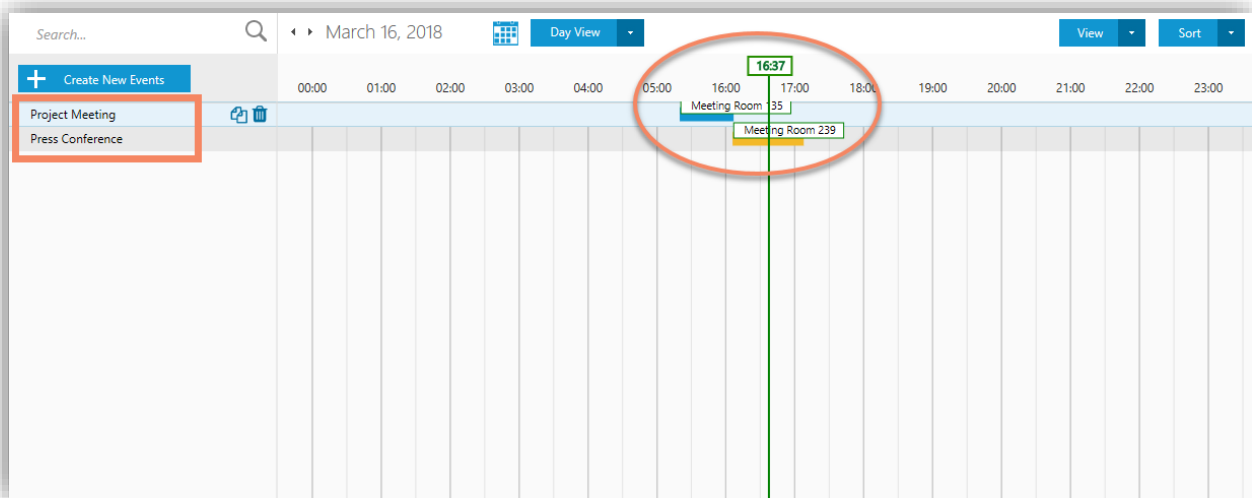 Search...
March 16, 2018
Day View
View
Sort
Create New Events
16:37
00:00 01:00 02:00 03:00 04:00 05:00 16:00 17:00 18:00 19:00 20:00 21:00 22:00 23:00
Project Meeting
Meeting Room 135
Press Conference
Meeting Room 239